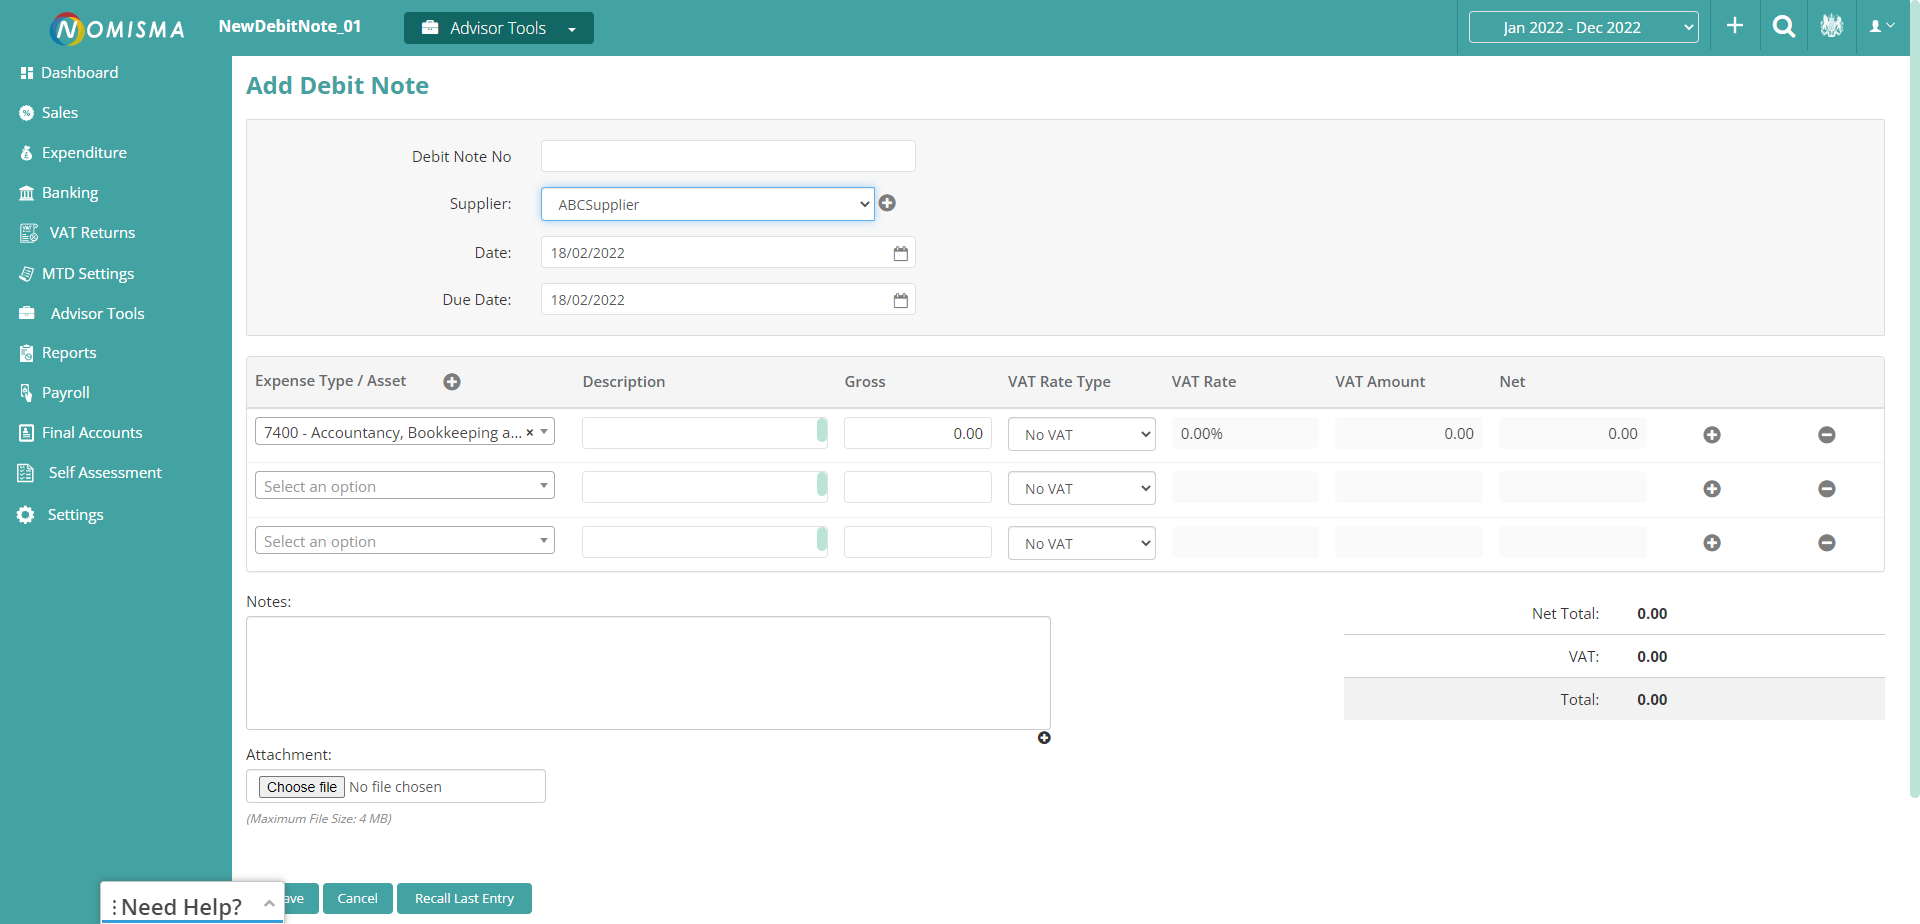 NOMISMA
NewDebitNote_01
Advisor Tools
Jan 2022 - Dec 2022
Dashboard
Sales
Expenditure
Banking
VAT Returns
MTD Settings
Advisor Tools
Reports
Payroll
Final Accounts
Self Assessment
Settings
Add Debit Note
Debit Note No
Supplier: ABCSupplier
Date: 18/02/2022
Due Date: 18/02/2022
Expense Type / Asset Description Gross VAT Rate Type VAT Rate VAT Amount Net
7400 - Accountancy, Bookkeeping a... × 0.00 No VAT 0.00% 0.00 0.00
Select an option No VAT
Select an option No VAT
Notes:
Net Total: 0.00
VAT: 0.00
Total: 0.00
Attachment:
Choose file No file chosen
(Maximum File Size: 4 MB)
ave Cancel Recall Last Entry
Need Help?